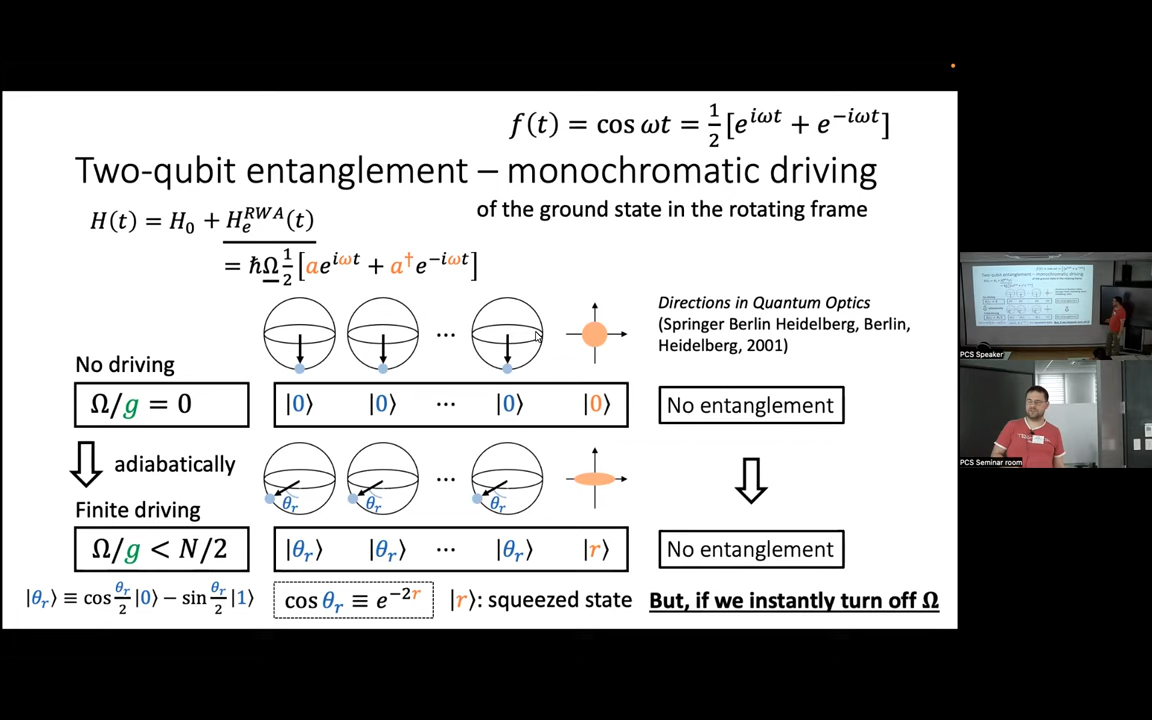 f(t) = cos ωt = 1/2 [e^{iωt} + e^{−iωt}]
Two-qubit entanglement – monochromatic driving
of the ground state in the rotating frame
H(t) = H_0 + H_e^{RWA}(t)
= ħΩ 1/2 [ae^{iωt} + a^†e^{−iωt}]
Directions in Quantum Optics
(Springer Berlin Heidelberg, Berlin,
Heidelberg, 2001)
...
No driving
Ω/g = 0
|0⟩ |0⟩ ... |0⟩ |0⟩
No entanglement
adiabatically
...
θ_r θ_r θ_r
Finite driving
Ω/g < N/2
|θ_r⟩ |θ_r⟩ ... |θ_r⟩ |r⟩
No entanglement
|θ_r⟩ ≡ cos θ_r/2 |0⟩ − sin θ_r/2 |1⟩
cos θ_r ≡ e^{−2r}
|r⟩: squeezed state
But, if we instantly turn off Ω
PCS Speaker
PCS Seminar room